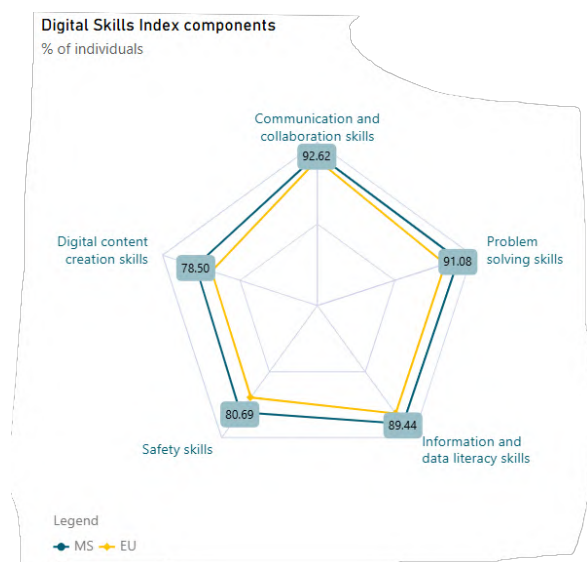 Digital Skills Index components
% of individuals
Communication and
collaboration skills
92.62
Digital content
creation skills
78.50
Problem
solving skills
91.08
80.69
Safety skills
89.44
Information and
data literacy skills
Legend
MS EU